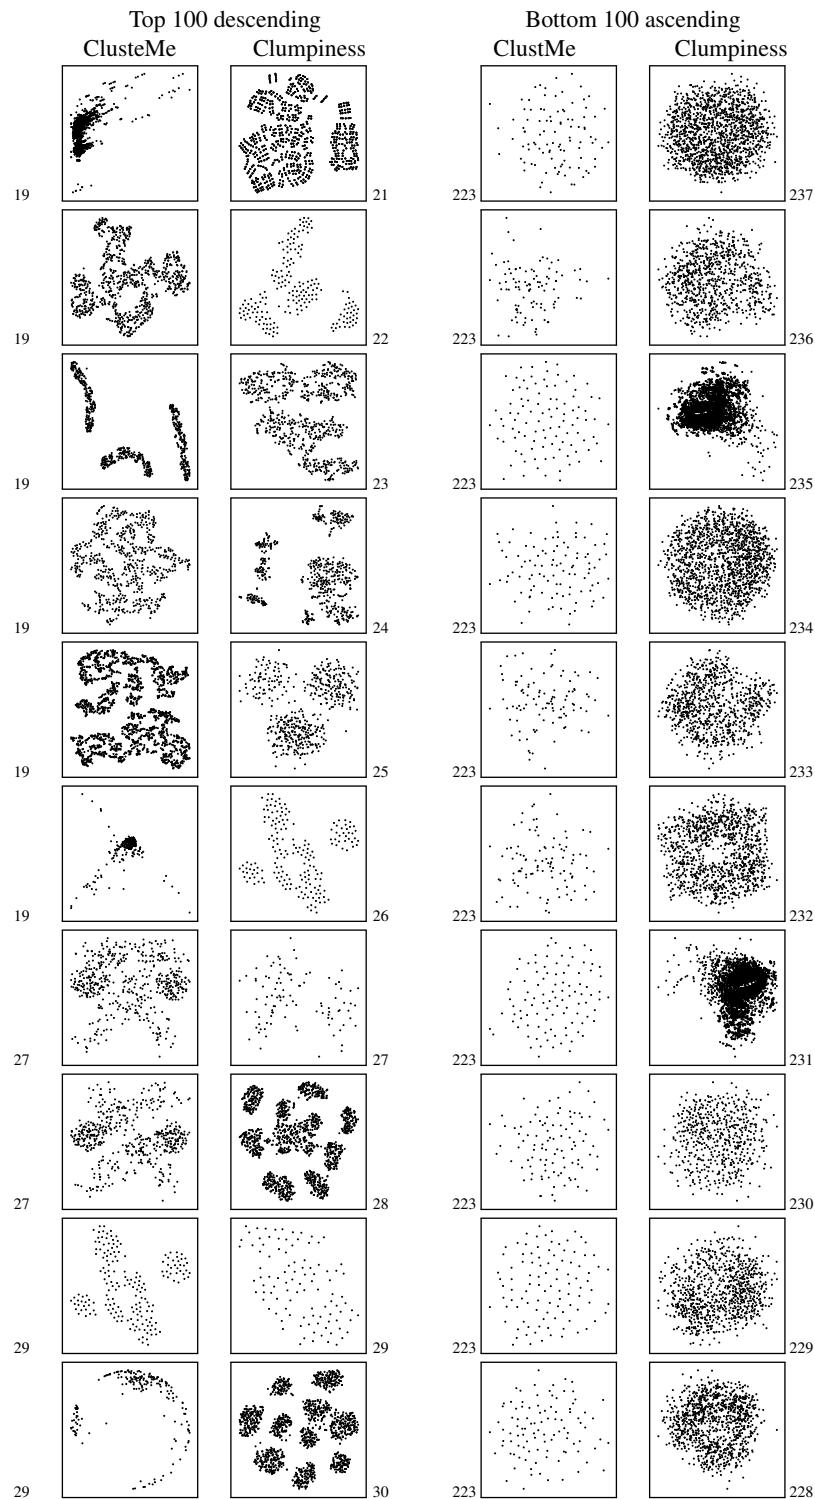 Top 100 descending Bottom 100 ascending
ClusteMe Clumpiness ClustMe Clumpiness
19 21 223 237
19 22 223 236
19 23 223 235
19 24 223 234
19 25 223 233
19 26 223 232
27 27 223 231
27 28 223 230
29 29 223 229
29 30 223 228